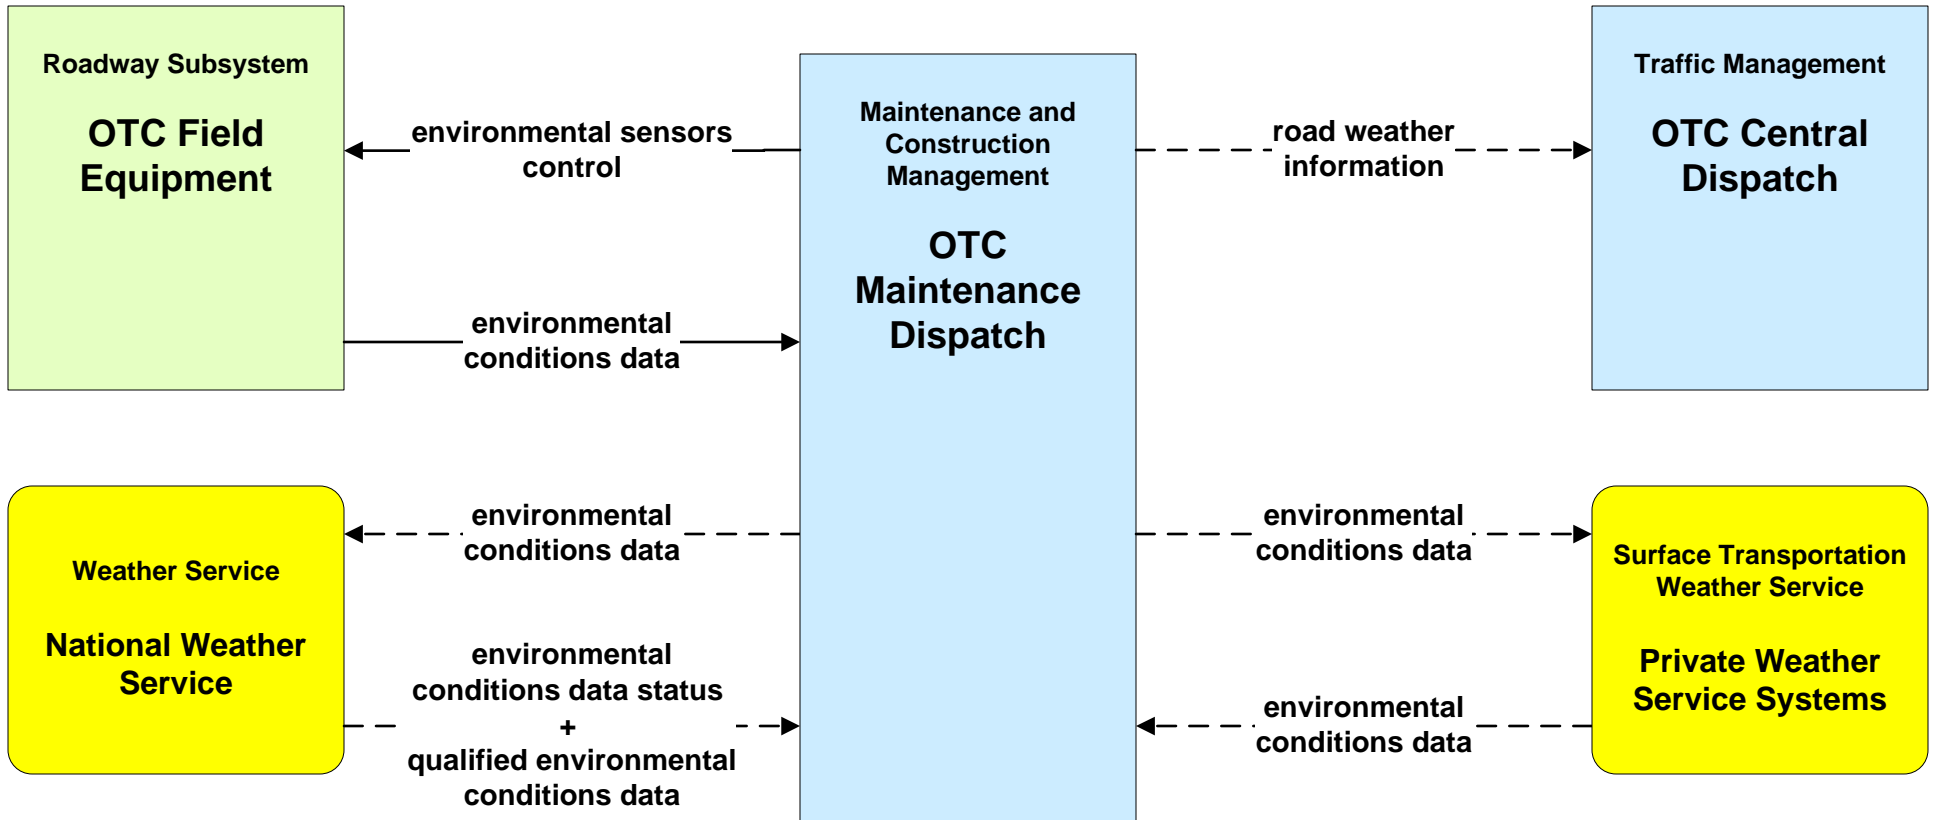 Roadway Subsystem
OTC Field
Equipment
environmental sensors
control
environmental
conditions data
Maintenance and
Construction
Management
OTC
Maintenance
Dispatch
road weather
information
Traffic Management
OTC Central
Dispatch
Weather Service
National Weather
Service
environmental
conditions data
environmental
conditions data status
+
qualified environmental
conditions data
environmental
conditions data
environmental
conditions data
Surface Transportation
Weather Service
Private Weather
Service Systems